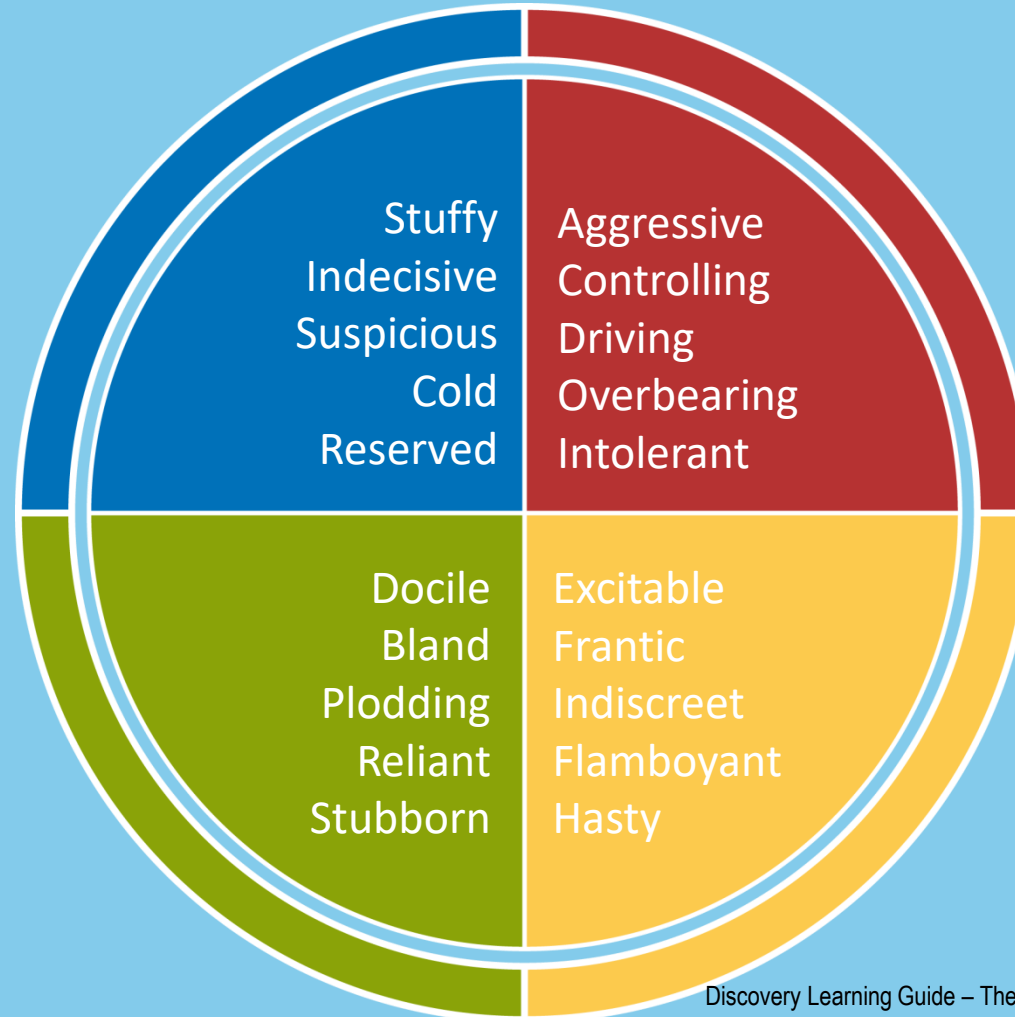 Stuffy
Indecisive
Suspicious
Cold
Reserved
Aggressive
Controlling
Driving
Overbearing
Intolerant
Docile
Bland
Plodding
Reliant
Stubborn
Excitable
Frantic
Indiscreet
Flamboyant
Hasty
Discovery Learning Guide – The